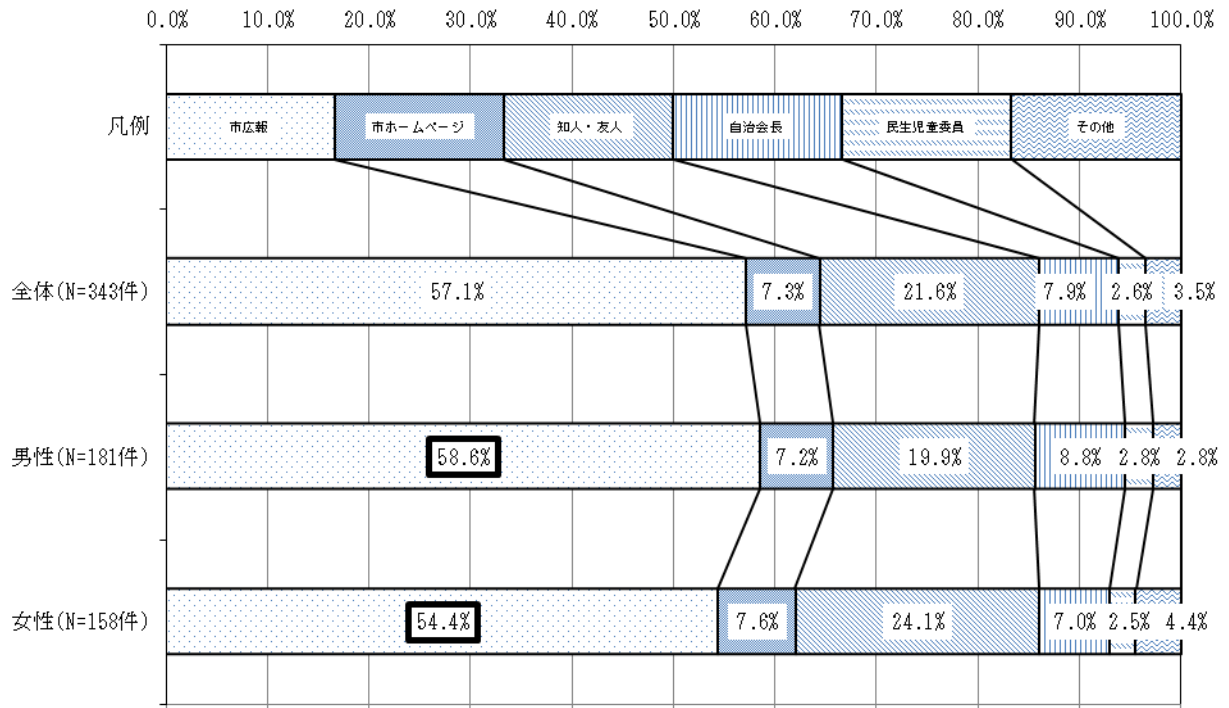 0.0% 10.0% 20.0% 30.0% 40.0% 50.0% 60.0% 70.0% 80.0% 90.0% 100.0%
凡例 市広報 市ホームページ 知人・友人 自治会長 民生児童委員 その他
全体(N=343件) 57.1% 7.3% 21.6% 7.9% 2.6% 3.5%
男性(N=181件) 58.6% 7.2% 19.9% 8.8% 2.8% 2.8%
女性(N=158件) 54.4% 7.6% 24.1% 7.0% 2.5% 4.4%